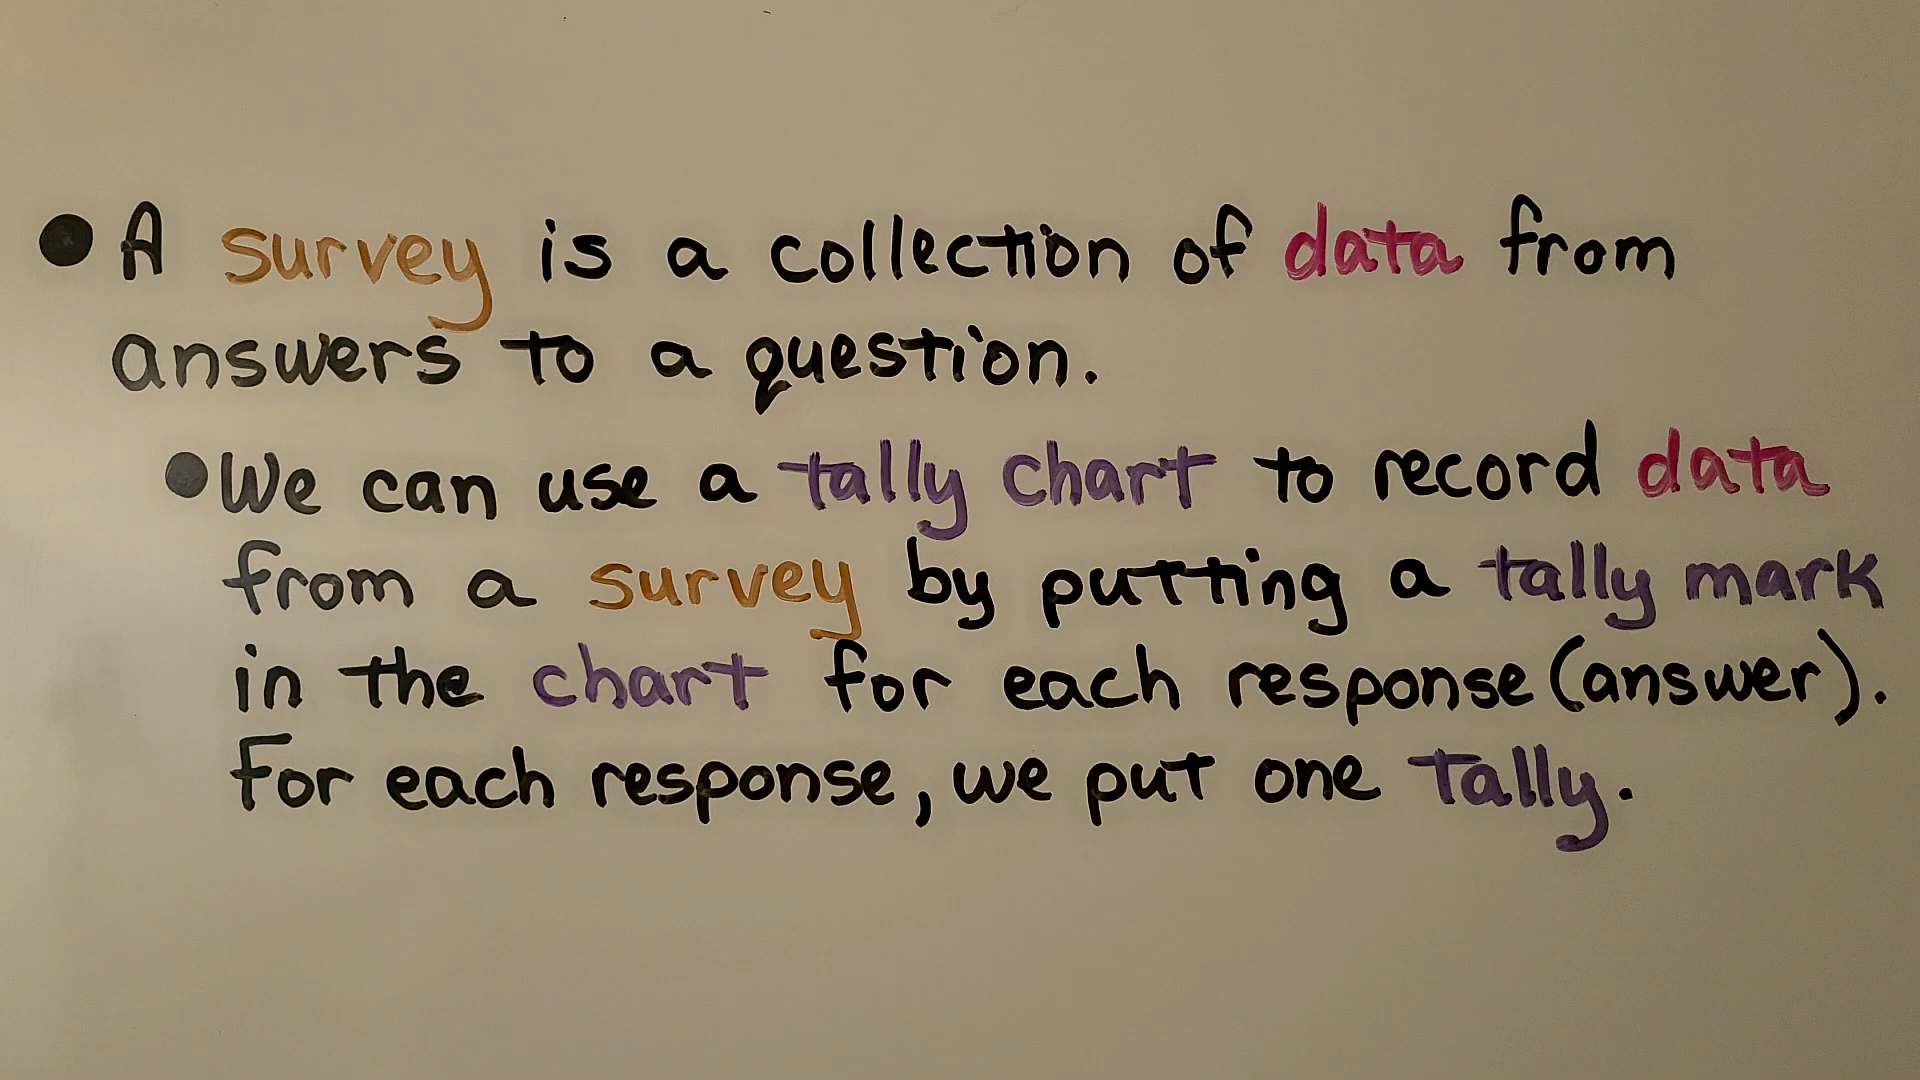 ● A survey is a collection of data from
answers to a question.
● We can use a tally chart to record data
from a survey by putting a tally mark
in the chart for each response (answer).
For each response, we put one tally.